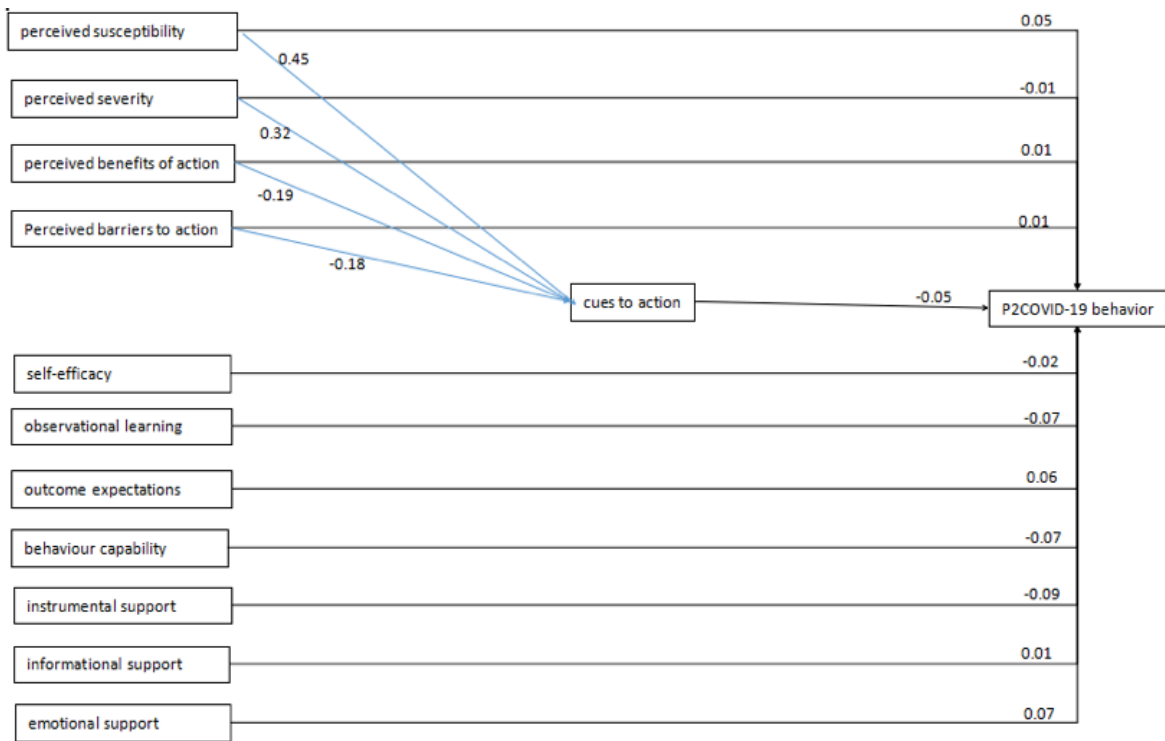 perceived susceptibility
0.05
0.45
perceived severity
-0.01
0.32
perceived benefits of action
0.01
-0.19
Perceived barriers to action
0.01
-0.18
cues to action
-0.05
P2COVID-19 behavior
self-efficacy
-0.02
observational learning
-0.07
outcome expectations
0.06
behaviour capability
-0.07
instrumental support
-0.09
informational support
0.01
emotional support
0.07